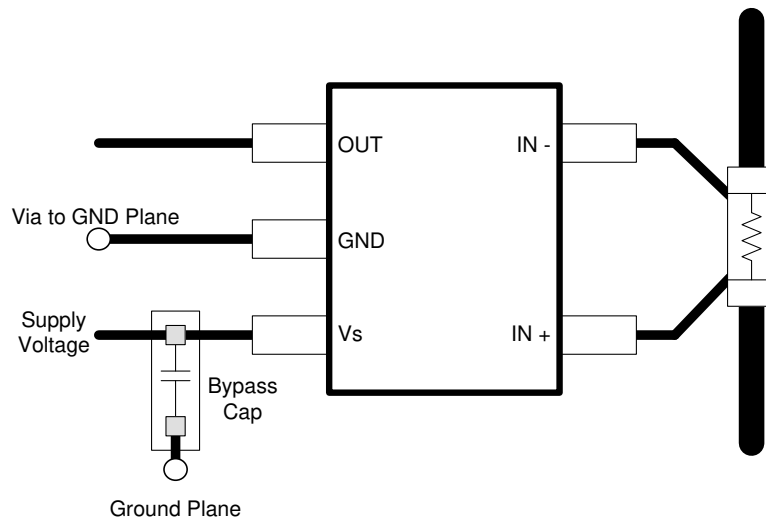 OUT
IN -
Via to GND Plane
GND
Supply
Voltage
Vs
IN +
Bypass
Cap
Ground Plane